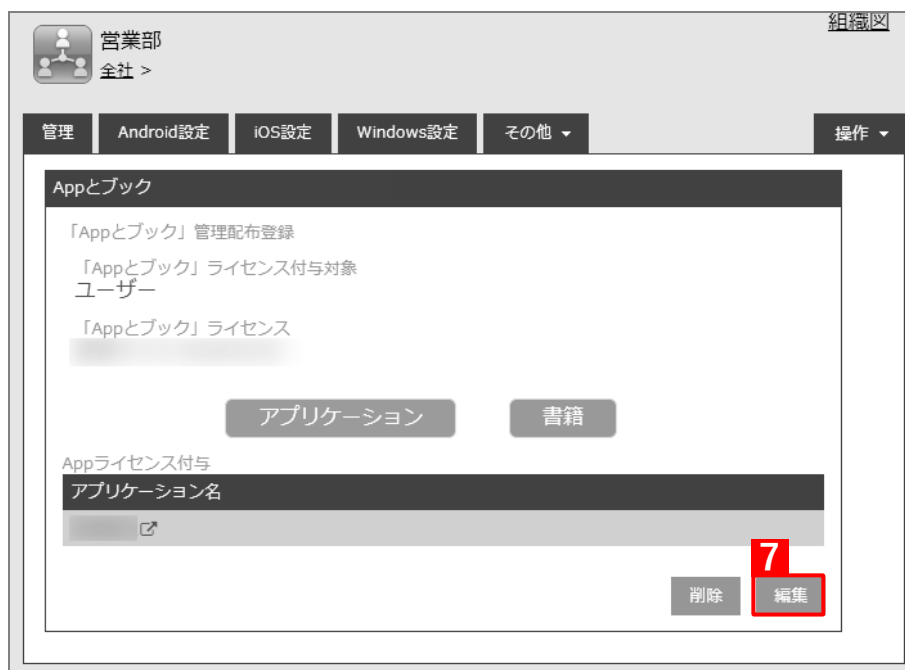 組織図
営業部
全社 >
管理 Android設定 iOS設定 Windows設定 その他 操作
Appとブック
「Appとブック」管理配布登録
「Appとブック」ライセンス付与対象
ユーザー
「Appとブック」ライセンス
アプリケーション 書籍
Appライセンス付与
アプリケーション名
7
削除 編集